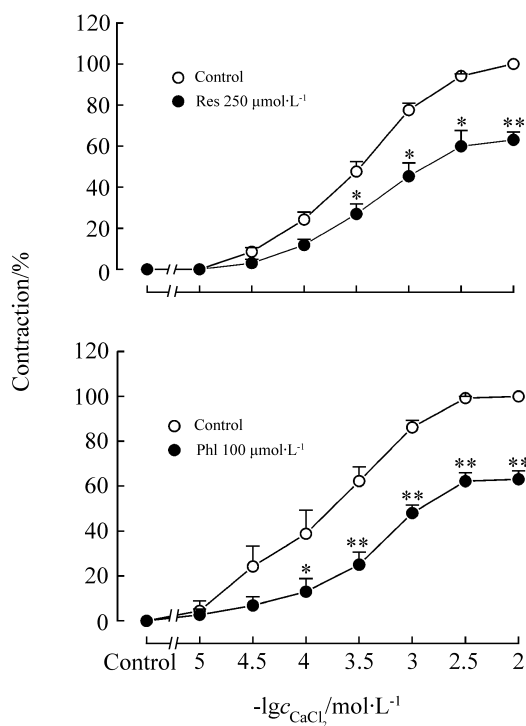 120
100
80
60
40
20
0
Control
Res 250 μmol·L⁻¹
* * * **
Contraction/%
120
100
80
60
40
20
0
Control
Phl 100 μmol·L⁻¹
* ** ** ** **
Control 5 4.5 4 3.5 3 2.5 2
-lgc_CaCl₂/mol·L⁻¹